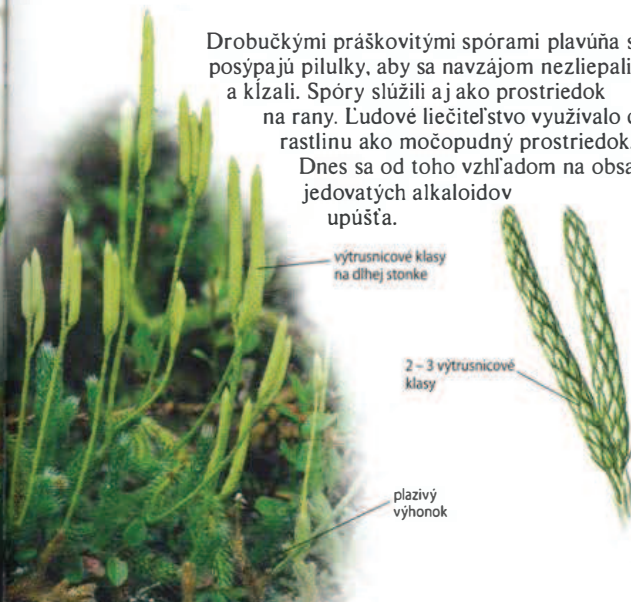 Drobučkými práškovitými spórami plavúňa s
posýpajú pilulky, aby sa navzájom nezliepali
a kĺzali. Spóry slúžili aj ako prostriedok
na rany. Ľudové liečiteľstvo využívalo c
rastlinu ako močopudný prostriedok.
Dnes sa od toho vzhľadom na obsa
jedovatých alkaloidov
upúšťa.
výtrusnicové klasy
na dlhej stonke
2 – 3 výtrusnicové
klasy
plazivý
výhonok